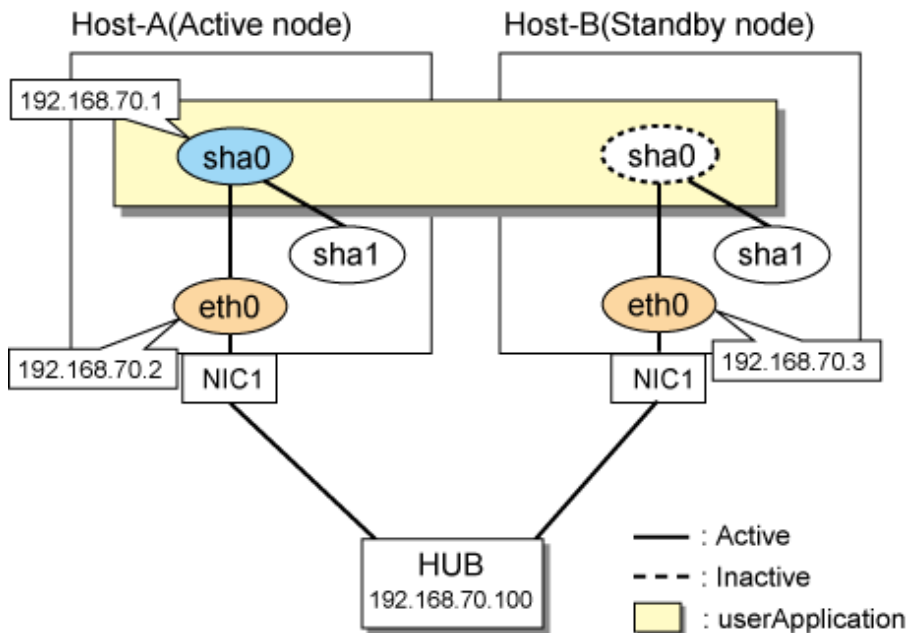 Host-A(Active node)
Host-B(Standby node)
192.168.70.1
sha0
sha0
sha1
sha1
eth0
eth0
192.168.70.2
192.168.70.3
NIC1
NIC1
HUB
192.168.70.100
: Active
: Inactive
: userApplication